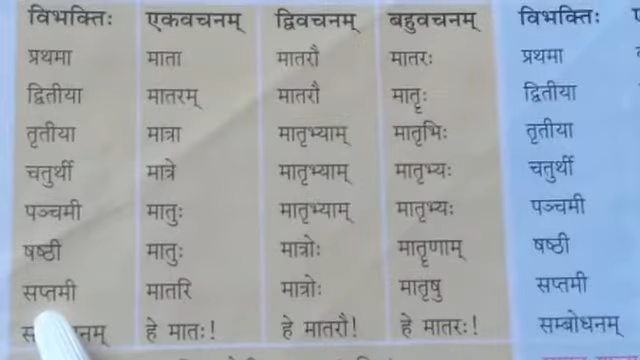 विभक्तिः एकवचनम् द्विवचनम् बहुवचनम् विभक्तिः
प्रथमा माता मातरौ मातरः प्रथमा
द्वितीया मातरम् मातरौ मातॄः द्वितीया
तृतीया मात्रा मातृभ्याम् मातृभिः तृतीया
चतुर्थी मात्रे मातृभ्याम् मातृभ्यः चतुर्थी
पञ्चमी मातुः मातृभ्याम् मातृभ्यः पञ्चमी
षष्ठी मातुः मात्रोः मातॄणाम् षष्ठी
सप्तमी मातरि मात्रोः मातृषु सप्तमी
हे मातः! हे मातरौ! हे मातरः! सम्बोधनम्